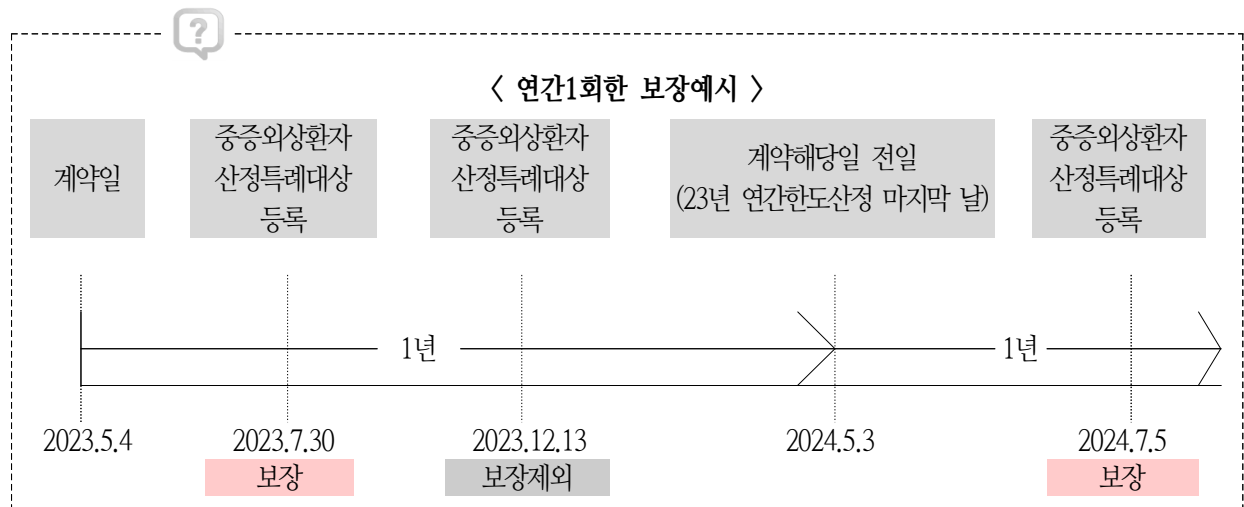 ?
〈 연간1회한 보장예시 〉
계약일
중증외상환자
산정특례대상
등록
중증외상환자
산정특례대상
등록
계약해당일 전일
(23년 연간한도산정 마지막 날)
중증외상환자
산정특례대상
등록
1년
1년
2023.5.4
2023.7.30
2023.12.13
2024.5.3
2024.7.5
보장
보장제외
보장